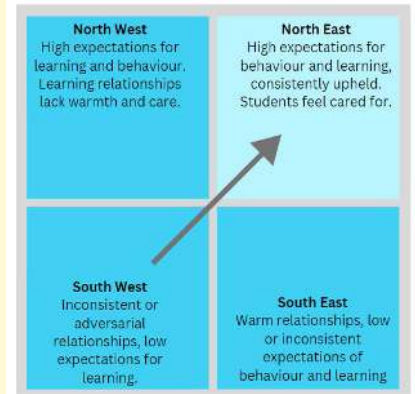 North West
High expectations for
learning and behaviour.
Learning relationships
lack warmth and care.
North East
High expectations for
behaviour and learning,
consistently upheld.
Students feel cared for.
South West
Inconsistent or
adversarial
relationships, low
expectations for
learning.
South East
Warm relationships, low
or inconsistent
expectations of
behaviour and learning